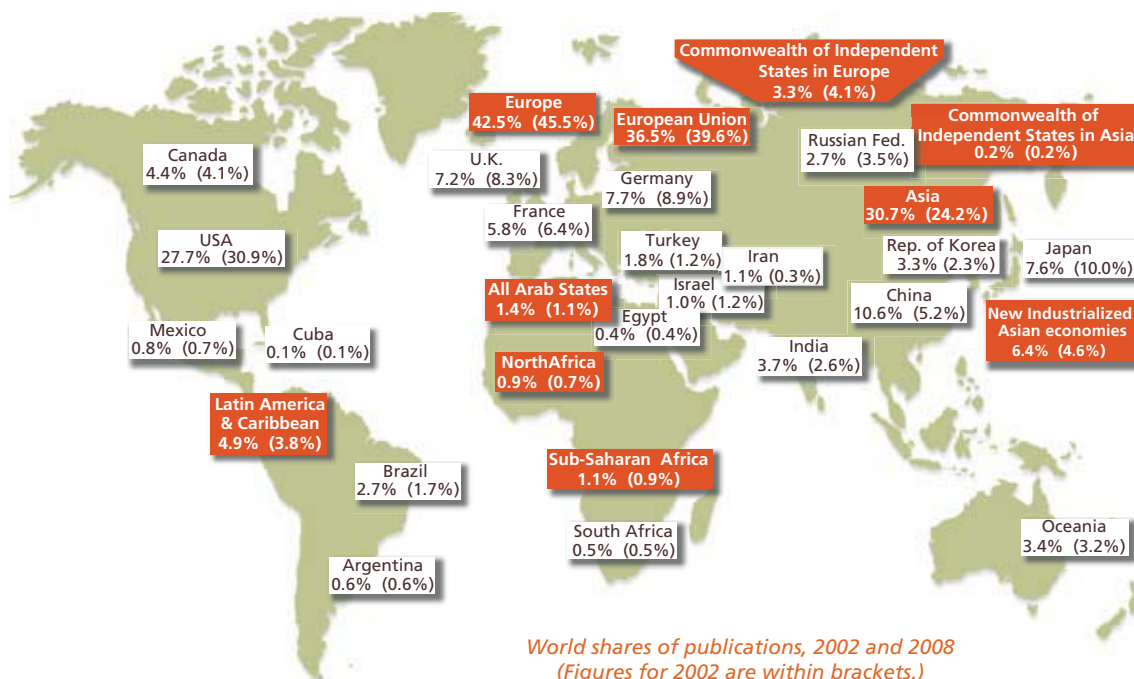 Commonwealth of Independent
States in Europe
3.3% (4.1%)
Europe
42.5% (45.5%)
European Union
36.5% (39.6%)
Commonwealth of
Independent States in Asia
0.2% (0.2%)
Russian Fed.
2.7% (3.5%)
Canada
4.4% (4.1%)
U.K.
7.2% (8.3%)
Germany
7.7% (8.9%)
Asia
30.7% (24.2%)
France
5.8% (6.4%)
USA
27.7% (30.9%)
Turkey
1.8% (1.2%)
Iran
1.1% (0.3%)
Rep. of Korea
3.3% (2.3%)
Japan
7.6% (10.0%)
All Arab States
1.4% (1.1%)
Israel
1.0% (1.2%)
China
10.6% (5.2%)
Egypt
0.4% (0.4%)
New Industrialized
Asian economies
6.4% (4.6%)
Mexico
0.8% (0.7%)
Cuba
0.1% (0.1%)
India
3.7% (2.6%)
NorthAfrica
0.9% (0.7%)
Latin America
& Caribbean
4.9% (3.8%)
Sub-Saharan Africa
1.1% (0.9%)
Brazil
2.7% (1.7%)
South Africa
0.5% (0.5%)
Oceania
3.4% (3.2%)
Argentina
0.6% (0.6%)
World shares of publications, 2002 and 2008
(Figures for 2002 are within brackets.)